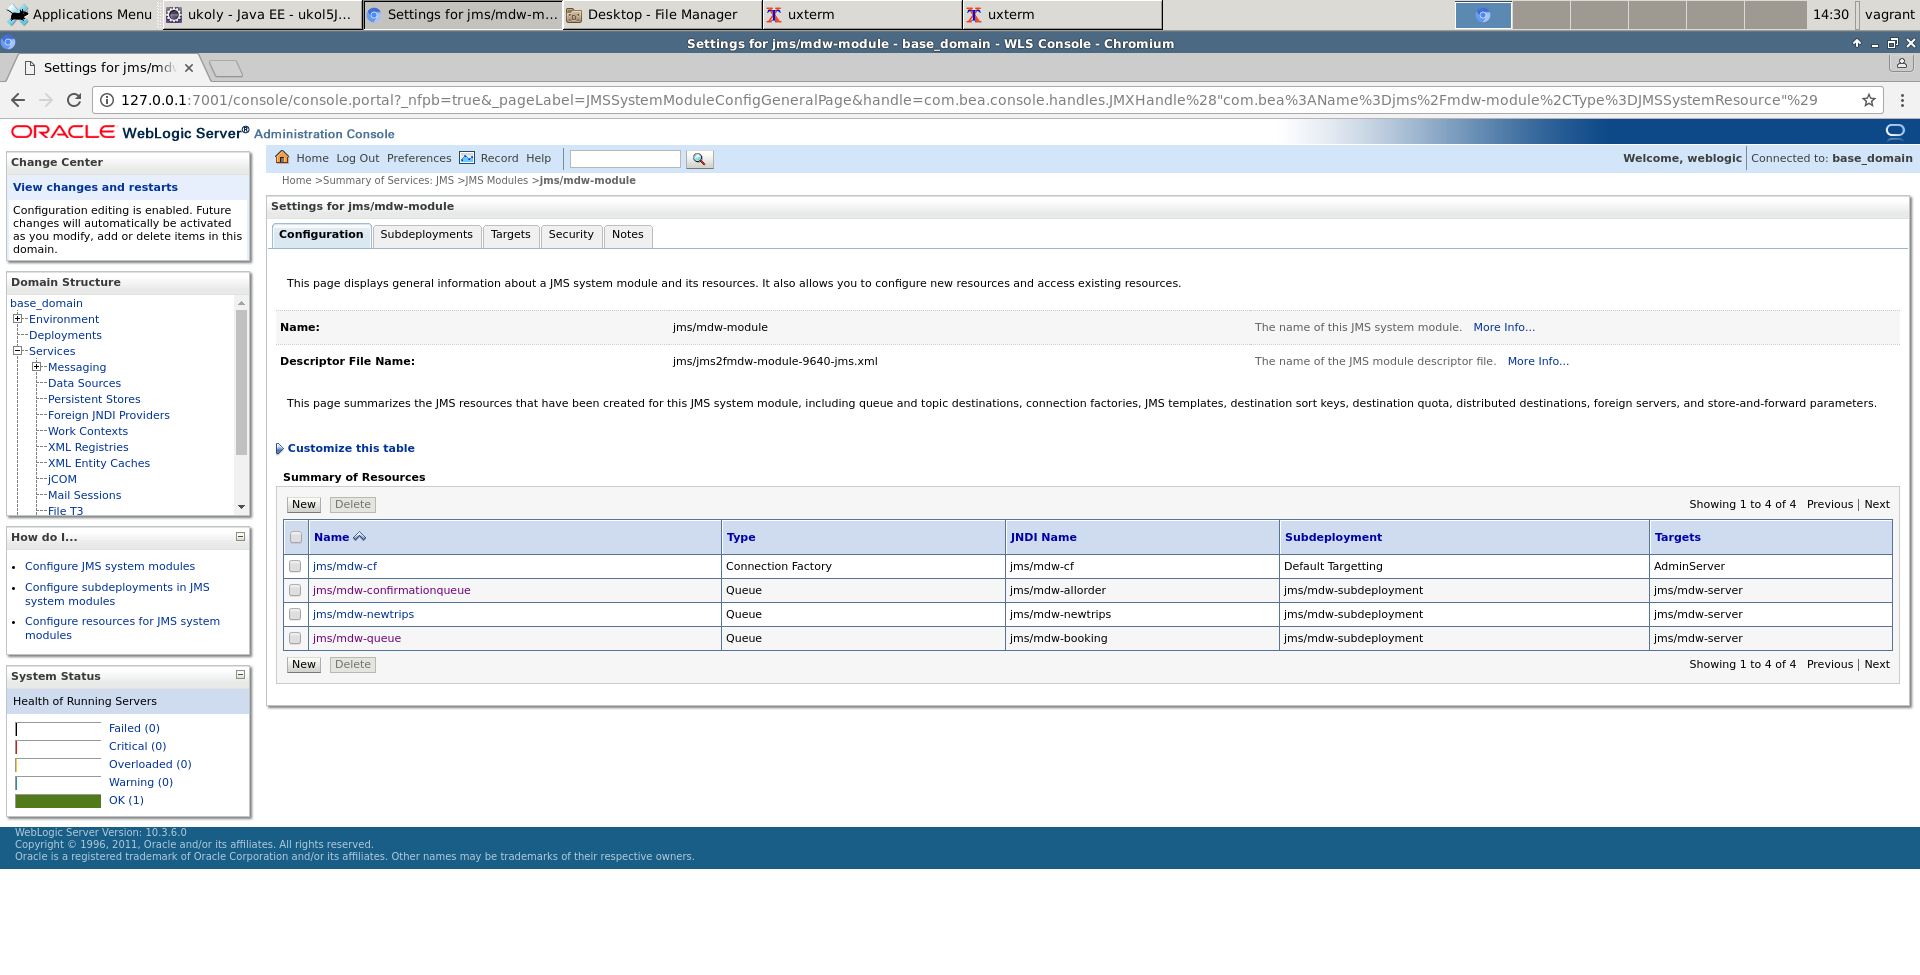 Applications Menu
ukoly - Java EE - ukol5J...
Settings for jms/mdw-m...
Desktop - File Manager
uxterm
uxterm
14:30
vagrant
Settings for jms/mdw-module - base_domain - WLS Console - Chromium
Settings for jms/md
127.0.0.1:7001/console/console.portal?_nfpb=true&_pageLabel=JMSSystemModuleConfigGeneralPage&handle=com.bea.console.handles.JMXHandle%28"com.bea%3AName%3Djms%2Fmdw-module%2CType%3DJMSSystemResource"%29
ORACLE WebLogic Server® Administration Console
Change Center
View changes and restarts
Configuration editing is enabled. Future
changes will automatically be activated
as you modify, add or delete items in this
domain.
Domain Structure
base_domain
Environment
Deployments
Services
Messaging
Data Sources
Persistent Stores
Foreign JNDI Providers
Work Contexts
XML Registries
XML Entity Caches
jCOM
Mail Sessions
File T3
How do I...
Configure JMS system modules
Configure subdeployments in JMS
system modules
Configure resources for JMS system
modules
System Status
Health of Running Servers
Failed (0)
Critical (0)
Overloaded (0)
Warning (0)
OK (1)
Home Log Out Preferences Record Help
Welcome, weblogic Connected to: base_domain
Home >Summary of Services: JMS >JMS Modules >jms/mdw-module
Settings for jms/mdw-module
Configuration Subdeployments Targets Security Notes
This page displays general information about a JMS system module and its resources. It also allows you to configure new resources and access existing resources.
Name: jms/mdw-module The name of this JMS system module. More Info...
Descriptor File Name: jms/jms2fmdw-module-9640-jms.xml The name of the JMS module descriptor file. More Info...
This page summarizes the JMS resources that have been created for this JMS system module, including queue and topic destinations, connection factories, JMS templates, destination sort keys, destination quota, distributed destinations, foreign servers, and store-and-forward parameters.
Customize this table
Summary of Resources
New Delete Showing 1 to 4 of 4 Previous | Next
Name Type JNDI Name Subdeployment Targets
jms/mdw-cf Connection Factory jms/mdw-cf Default Targetting AdminServer
jms/mdw-confirmationqueue Queue jms/mdw-allorder jms/mdw-subdeployment jms/mdw-server
jms/mdw-newtrips Queue jms/mdw-newtrips jms/mdw-subdeployment jms/mdw-server
jms/mdw-queue Queue jms/mdw-booking jms/mdw-subdeployment jms/mdw-server
New Delete Showing 1 to 4 of 4 Previous | Next
WebLogic Server Version: 10.3.6.0
Copyright © 1996, 2011, Oracle and/or its affiliates. All rights reserved.
Oracle is a registered trademark of Oracle Corporation and/or its affiliates. Other names may be trademarks of their respective owners.